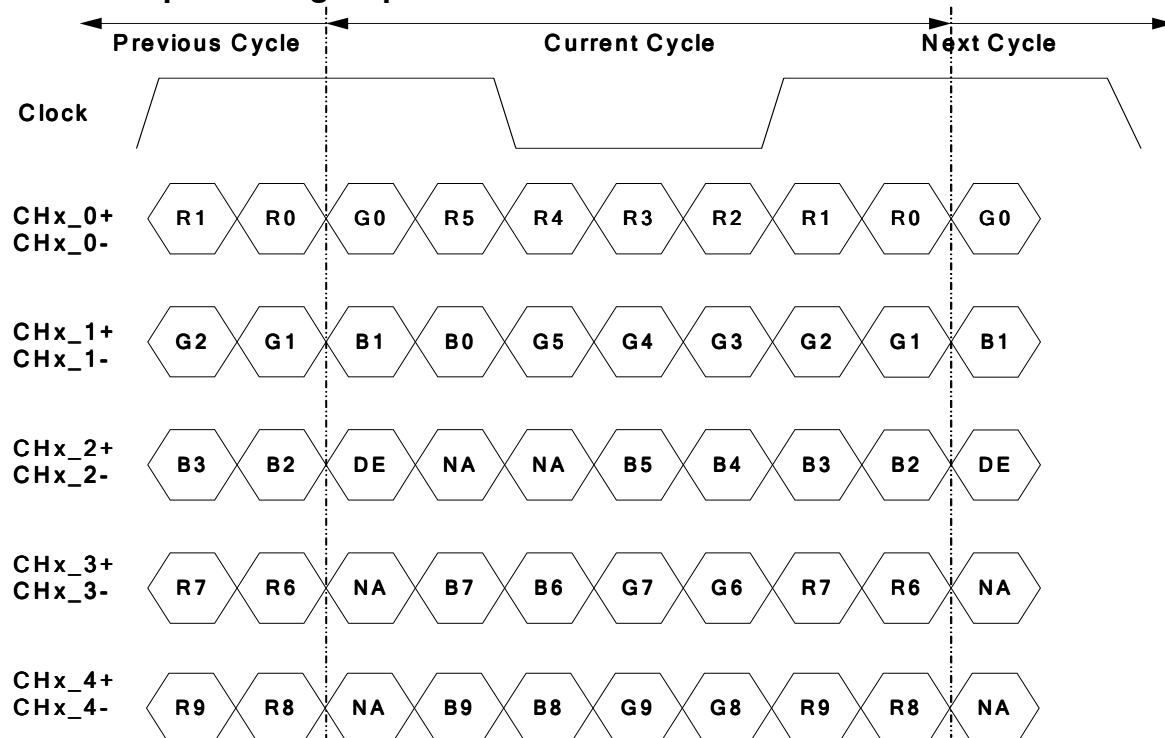 Previous Cycle Current Cycle Next Cycle
Clock
CHx_0+ R1 R0 G0 R5 R4 R3 R2 R1 R0 G0
CHx_0-
CHx_1+ G2 G1 B1 B0 G5 G4 G3 G2 G1 B1
CHx_1-
CHx_2+ B3 B2 DE NA NA B5 B4 B3 B2 DE
CHx_2-
CHx_3+ R7 R6 NA B7 B6 G7 G6 R7 R6 NA
CHx_3-
CHx_4+ R9 R8 NA B9 B8 G9 G8 R9 R8 NA
CHx_4-